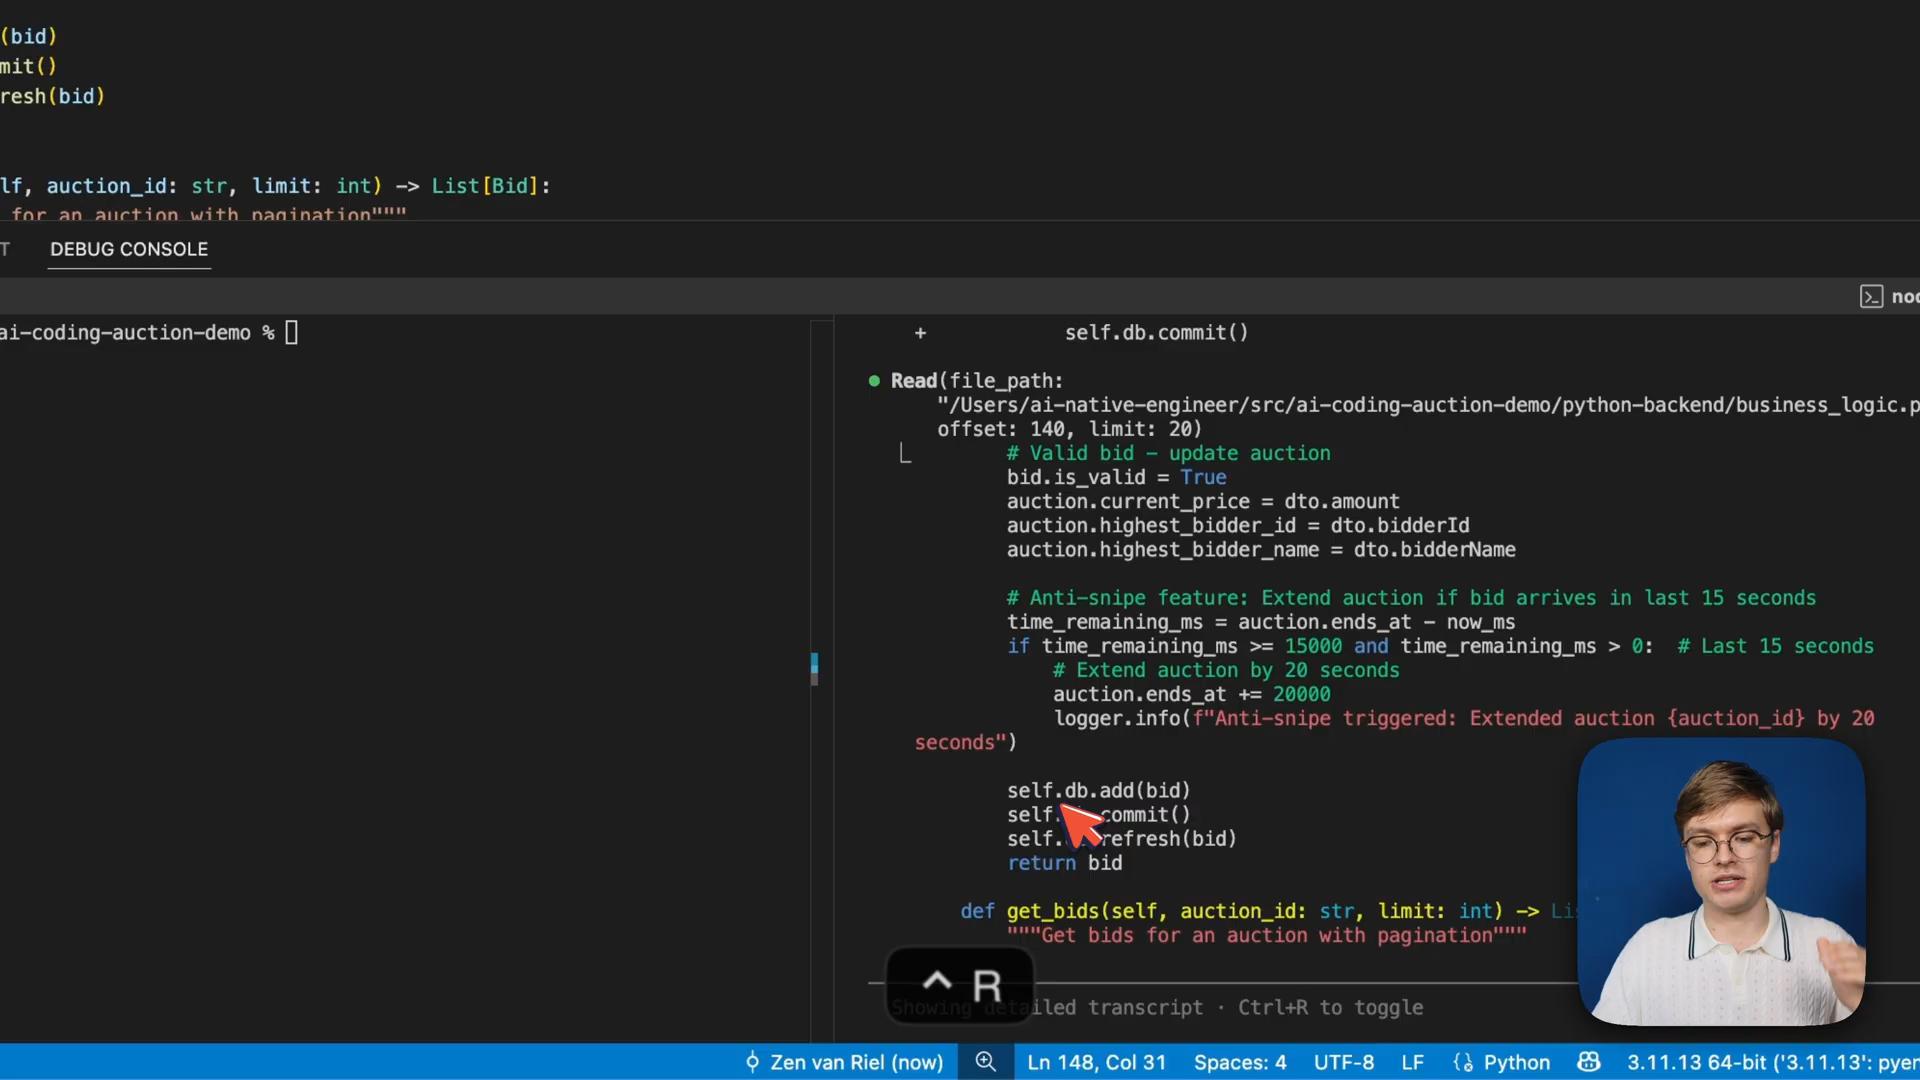 (bid)
mit()
resh(bid)
lf, auction_id: str, limit: int) -> List[Bid]:
for an auction with pagination"""
T DEBUG CONSOLE
ai-coding-auction-demo %
+ self.db.commit()
Read(file_path:
"/Users/ai-native-engineer/src/ai-coding-auction-demo/python-backend/business_logic.p
offset: 140, limit: 20)
# Valid bid - update auction
bid.is_valid = True
auction.current_price = dto.amount
auction.highest_bidder_id = dto.bidderId
auction.highest_bidder_name = dto.bidderName
# Anti-snipe feature: Extend auction if bid arrives in last 15 seconds
time_remaining_ms = auction.ends_at - now_ms
if time_remaining_ms >= 15000 and time_remaining_ms > 0: # Last 15 seconds
# Extend auction by 20 seconds
auction.ends_at += 20000
logger.info(f"Anti-snipe triggered: Extended auction {auction_id} by 20
seconds")
self.db.add(bid)
self. commit()
self. refresh(bid)
return bid
def get_bids(self, auction_id: str, limit: int) -> Li
"""Get bids for an auction with pagination"""
^ R
Showing detailed transcript · Ctrl+R to toggle
Zen van Riel (now) Ln 148, Col 31 Spaces: 4 UTF-8 LF Python 3.11.13 64-bit ('3.11.13': pyen